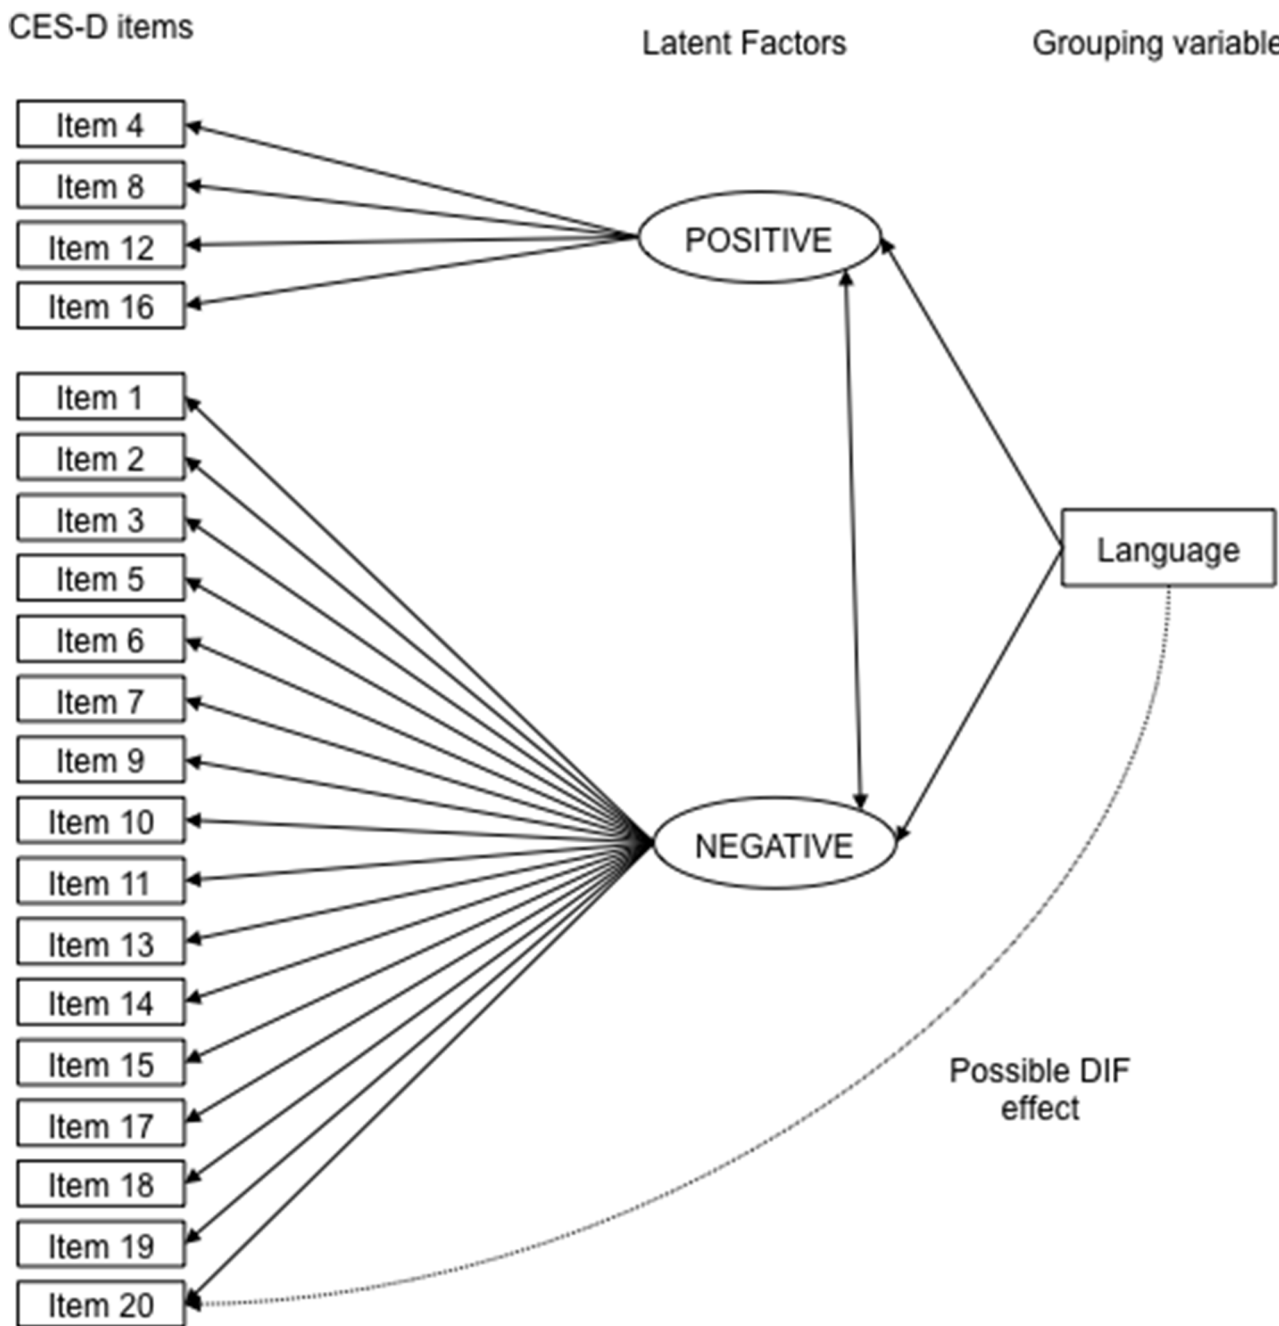 CES-D items
Latent Factors
Grouping variable
Item 4
Item 8
Item 12
Item 16
POSITIVE
Item 1
Item 2
Item 3
Item 5
Item 6
Item 7
Item 9
Item 10
Item 11
Item 13
Item 14
Item 15
Item 17
Item 18
Item 19
Item 20
NEGATIVE
Language
Possible DIF
effect